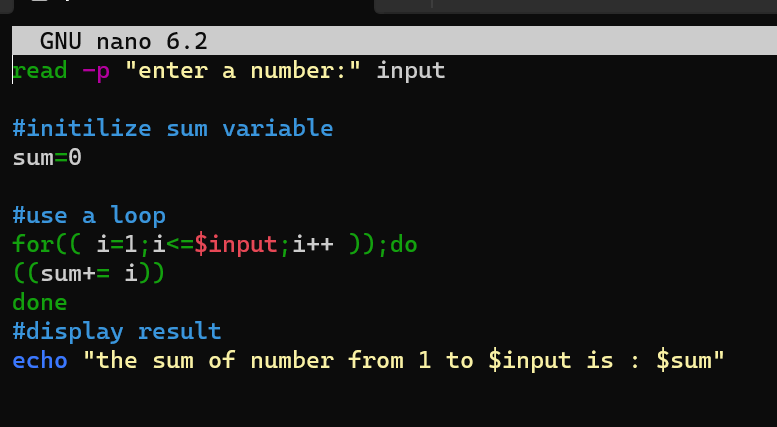 GNU nano 6.2
read -p "enter a number:" input
#initilize sum variable
sum=0
#use a loop
for(( i=1;i<=$input;i++ ));do
((sum+= i))
done
#display result
echo "the sum of number from 1 to $input is : $sum"